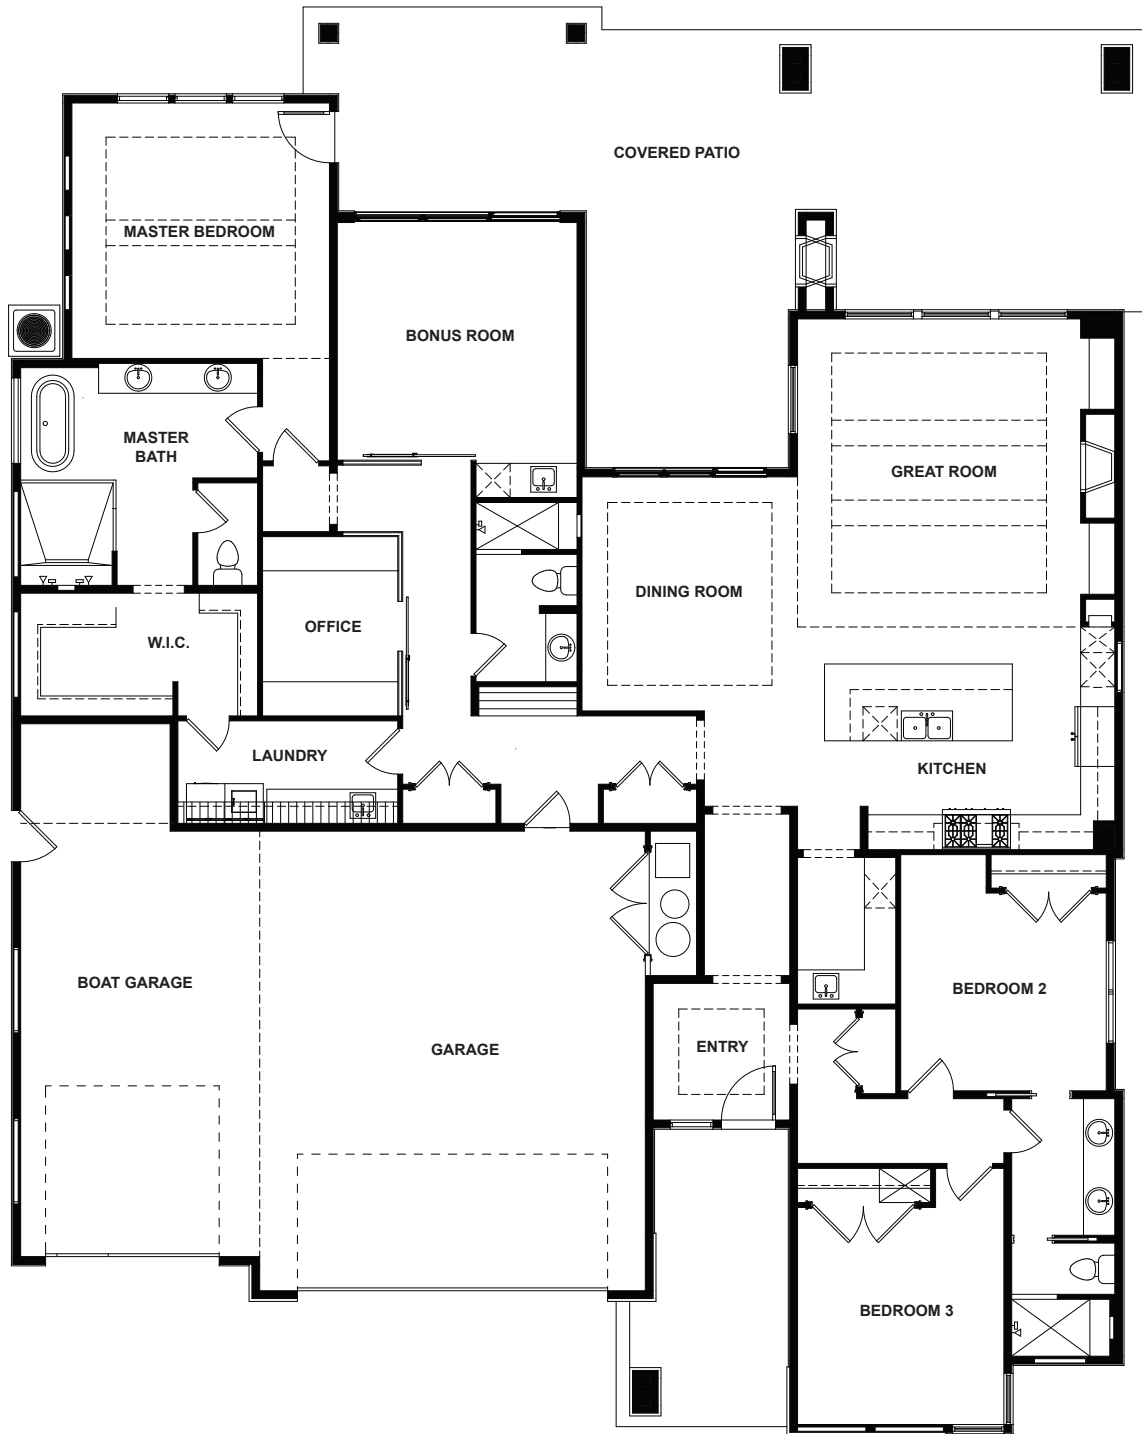 COVERED PATIO
MASTER BEDROOM
BONUS ROOM
MASTER
BATH
GREAT ROOM
DINING ROOM
OFFICE
W.I.C.
LAUNDRY
KITCHEN
BOAT GARAGE
BEDROOM 2
GARAGE
ENTRY
BEDROOM 3